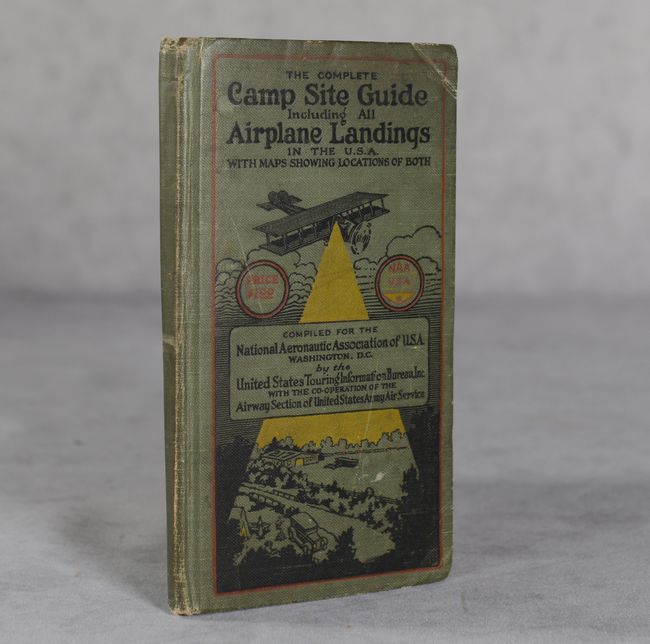 THE COMPLETE
Camp Site Guide
Including All
Airplane Landings
IN THE U.S.A.
WITH MAPS SHOWING LOCATIONS OF BOTH
PRICE
NAA
U.S.A.
COMPILED FOR THE
National Aeronautic Association of U.S.A.
WASHINGTON, D.C.
by the
United States Touring Information Bureau, Inc.
WITH THE CO-OPERATION OF THE
Airway Section of United States Army Air Service